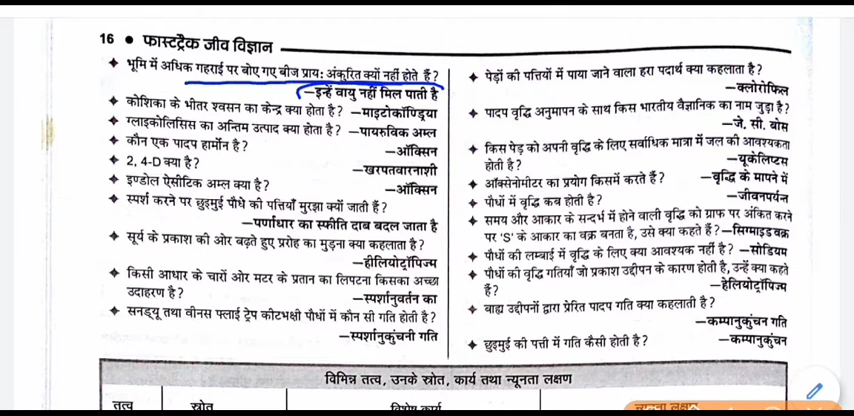 16 ● फास्टट्रैक जीव विज्ञान
✦ भूमि में अधिक गहराई पर बोए गए बीज प्राय: अंकुरित क्यों नहीं होते हैं?
—इन्हें वायु नहीं मिल पाती है
✦ कोशिका के भीतर श्वसन का केन्द्र क्या होता है? —माइटोकॉण्ड्रिया
✦ ग्लाइकोलिसिस का अन्तिम उत्पाद क्या होता है? —पायरुविक अम्ल
✦ कौन एक पादप हार्मोन है? —ऑक्सिन
✦ 2, 4-D क्या है? —खरपतवारनाशी
✦ इण्डोल ऐसीटिक अम्ल क्या है? —ऑक्सिन
✦ स्पर्श करने पर छुइमुई पौधे की पत्तियाँ मुरझा क्यों जाती हैं?
—पर्णाधार का स्फीति दाब बदल जाता है
✦ सूर्य के प्रकाश की ओर बढ़ते हुए प्ररोह का मुड़ना क्या कहलाता है?
—हीलियोट्रॉपिज्म
✦ किसी आधार के चारों ओर मटर के प्रतान का लिपटना किसका अच्छा
उदाहरण है? —स्पर्शानुवर्तन का
✦ सनड्यू तथा वीनस फ्लाई ट्रेप कीटभक्षी पौधों में कौन सी गति होती है?
—स्पर्शानुकुंचनी गति
✦ पेड़ों की पत्तियों में पाया जाने वाला हरा पदार्थ क्या कहलाता है?
—क्लोरोफिल
✦ पादप वृद्धि अनुमापन के साथ किस भारतीय वैज्ञानिक का नाम जुड़ा है?
—जे. सी. बोस
✦ किस पेड़ को अपनी वृद्धि के लिए सर्वाधिक मात्रा में जल की आवश्यकता
होती है? —यूकेलिप्टस
✦ ऑक्सेनोमीटर का प्रयोग किसमें करते हैं? —वृद्धि के मापने में
✦ पौधों में वृद्धि कब होती है? —जीवनपर्यन्त
✦ समय और आकार के सन्दर्भ में होने वाली वृद्धि को ग्राफ पर अंकित करने
पर 'S' के आकार का वक्र बनता है, उसे क्या कहते हैं? —सिग्माइड वक्र
✦ पौधों की लम्बाई में वृद्धि के लिए क्या आवश्यक नहीं है? —सोडियम
✦ पौधों की वृद्धि गतियाँ जो प्रकाश उद्दीपन के कारण होती है, उन्हें क्या कहते
हैं? —हेलियोट्रॉपिज्म
✦ बाह्य उद्दीपनों द्वारा प्रेरित पादप गति क्या कहलाती है?
—कम्पानुकुंचन गति
✦ छुइमुई की पत्ती में गति कैसी होती है? —कम्पानुकुंचन
विभिन्न तत्व, उनके स्रोत, कार्य तथा न्यूनता लक्षण
तत्व स्रोत विशेष कार्य न्यूनता लक्षण